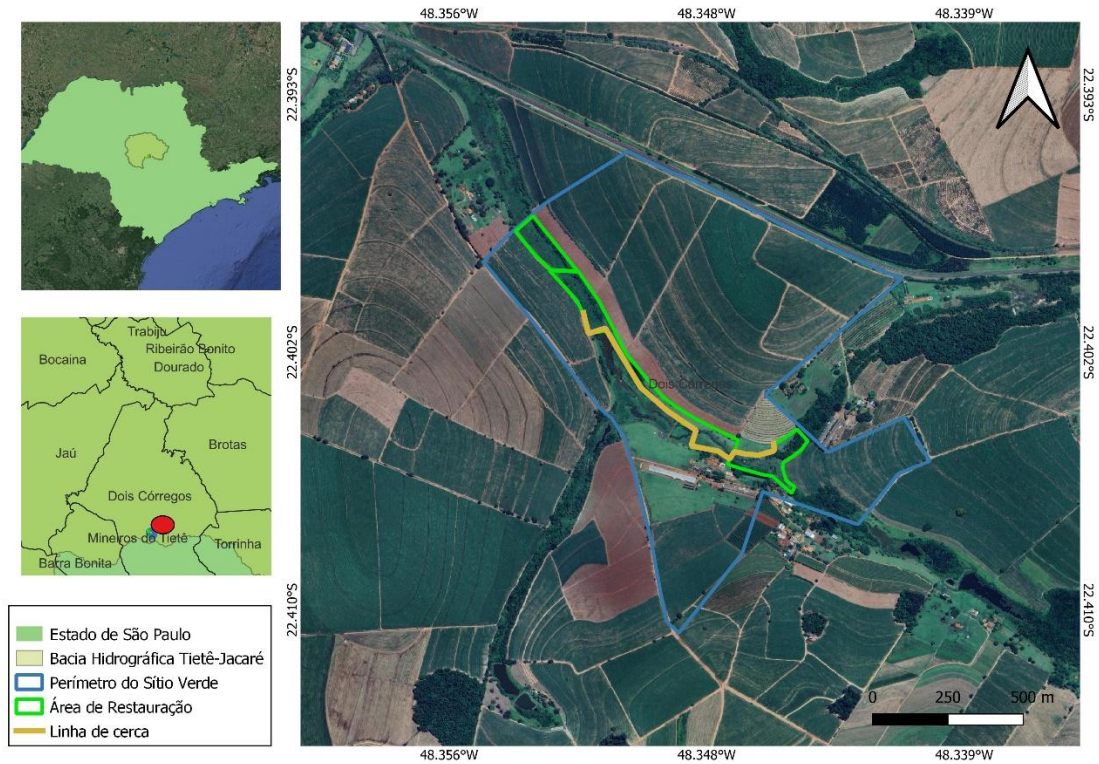 48.356°W 48.348°W 48.339°W
22.393°S
22.393°S
22.402°S
22.402°S
22.410°S
22.410°S
Dois Córregos
0 250 500 m
48.356°W 48.348°W 48.339°W
Trabiju
Ribeirão Bonito
Bocaina
Dourado
Brotas
Jaú
Dois Córregos
Mineiros do Tietê
Torrinha
Barra Bonita
Estado de São Paulo
Bacia Hidrográfica Tietê-Jacaré
Perímetro do Sítio Verde
Área de Restauração
Linha de cerca